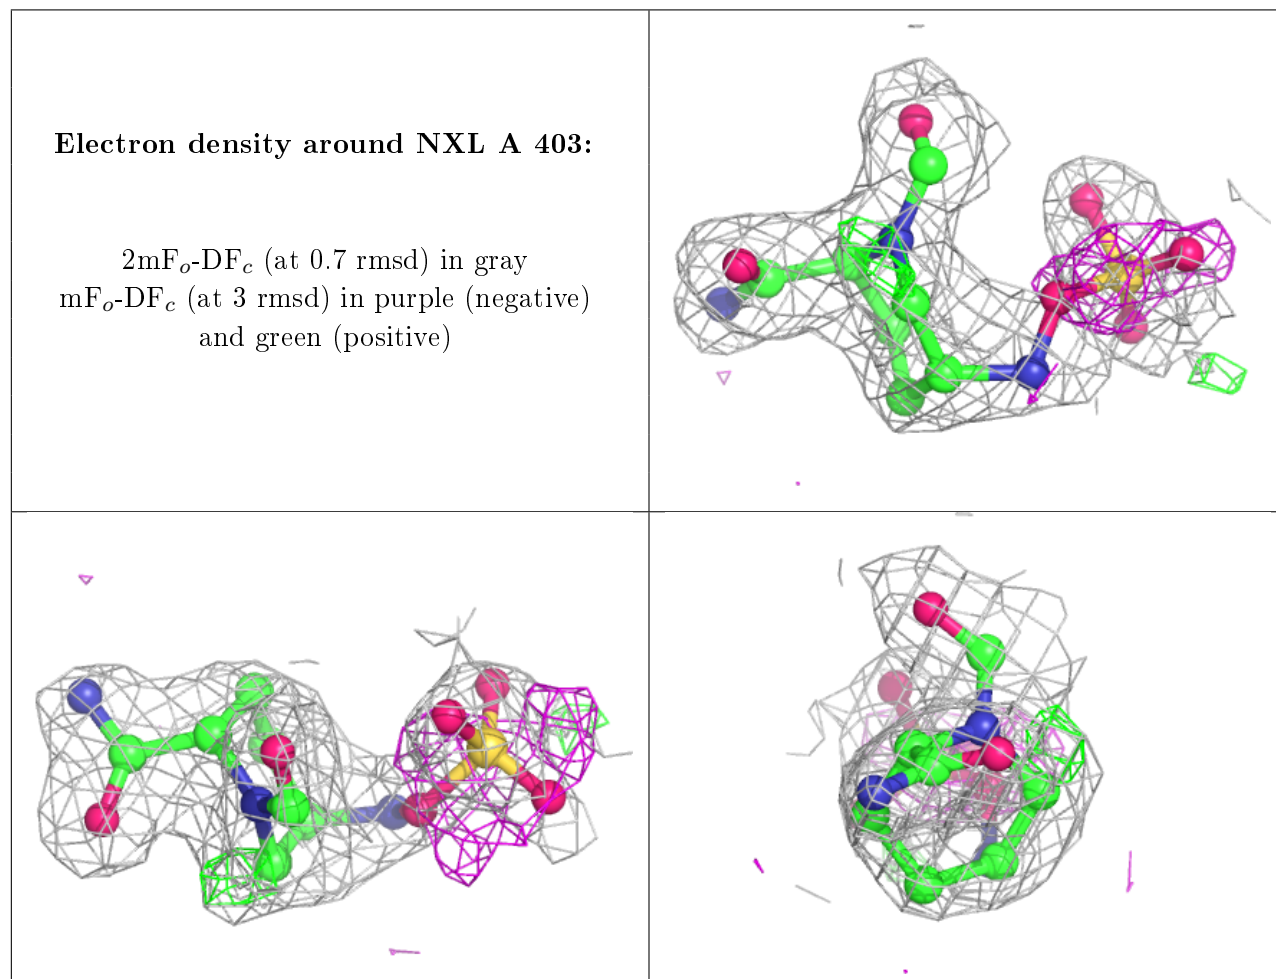 Electron density around NXL A 403:
2mFₒ-DF𝒸 (at 0.7 rmsd) in gray
mFₒ-DF𝒸 (at 3 rmsd) in purple (negative)
and green (positive)